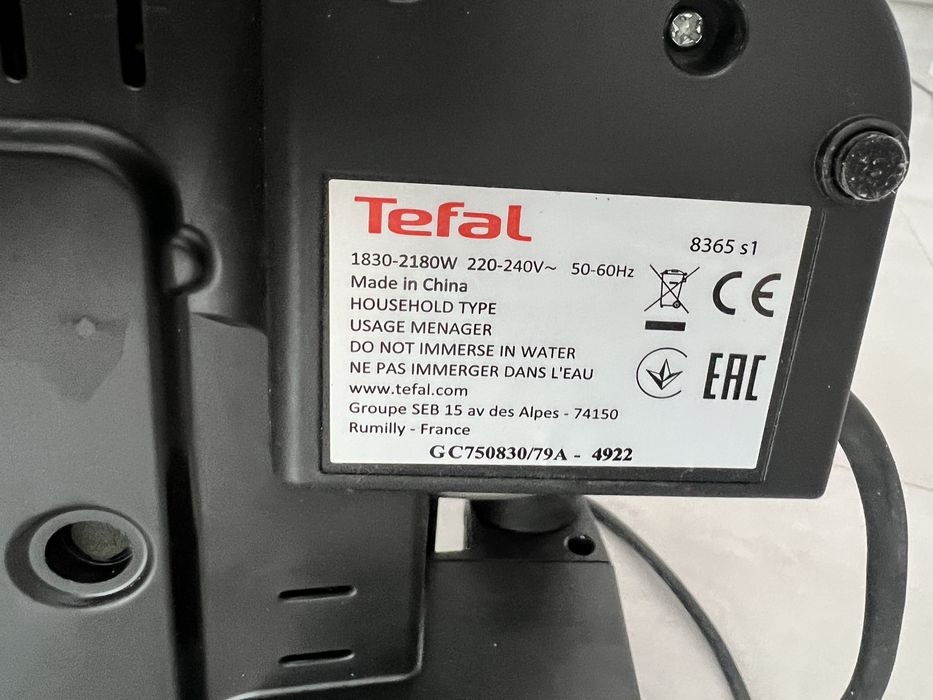 Tefal
8365 s1
1830-2180W 220-240V~ 50-60Hz
Made in China
HOUSEHOLD TYPE
USAGE MENAGER
DO NOT IMMERSE IN WATER
NE PAS IMMERGER DANS L'EAU
www.tefal.com
Groupe SEB 15 av des Alpes - 74150
Rumilly - France
GC750830/79A - 4922
CE
EAC